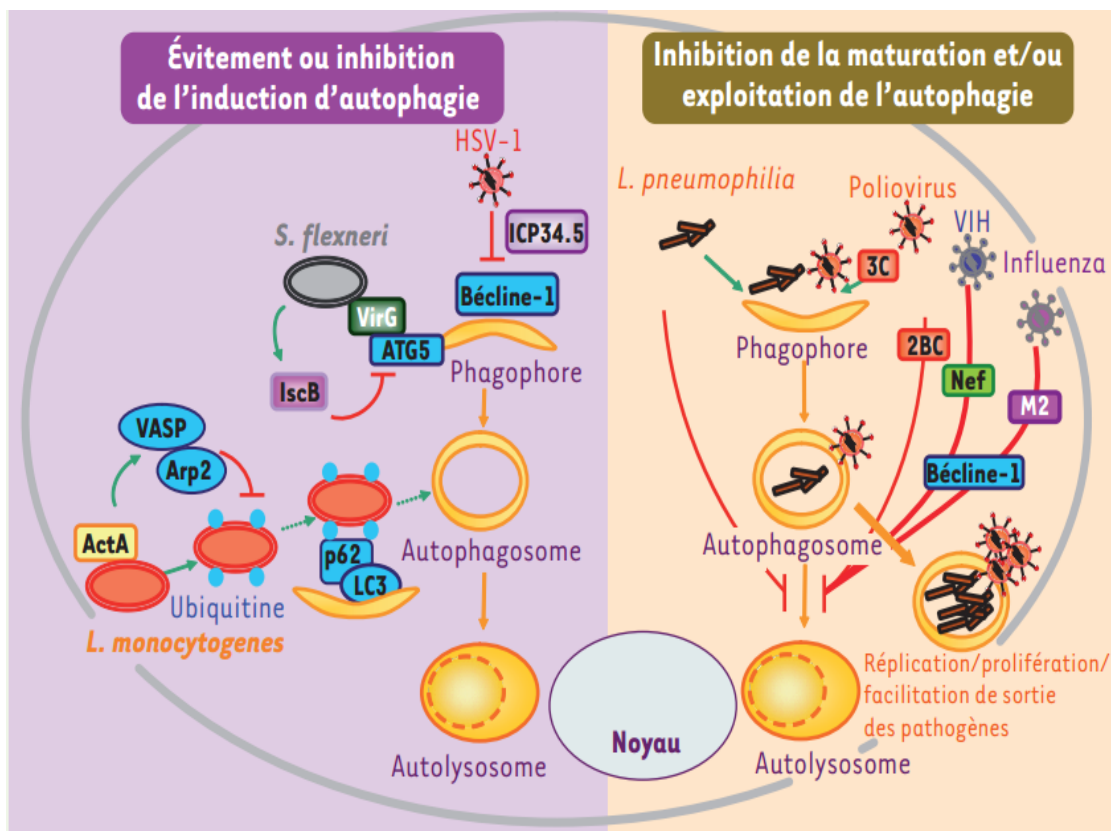 Évitement ou inhibition
de l'induction d'autophagie
HSV-1
ICP34.5
S. flexneri
Bécline-1
VirG
ATG5
Phagophore
IscB
VASP
Arp2
ActA
p62
LC3
Autophagosome
Ubiquitine
L. monocytogenes
Autolysosome
Noyau
Inhibition de la maturation et/ou
exploitation de l'autophagie
L. pneumophilia
Poliovirus
VIH
3C
Influenza
Phagophore
2BC
Nef
M2
Bécline-1
Autophagosome
Réplication/prolifération/
facilitation de sortie
des pathogènes
Autolysosome